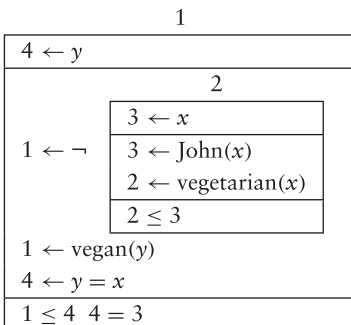 1
4 ← y
2
3 ← x
1 ← ¬
3 ← John(x)
2 ← vegetarian(x)
2 ≤ 3
1 ← vegan(y)
4 ← y = x
1 ≤ 4 4 = 3